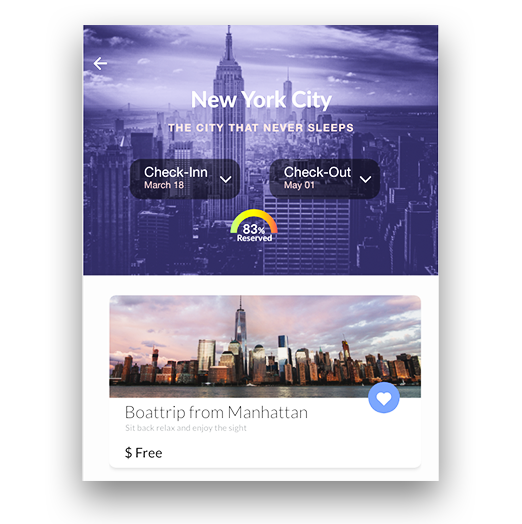 New York City
THE CITY THAT NEVER SLEEPS
Check-Inn
March 18
Check-Out
May 01
83%
Reserved
Boattrip from Manhattan
Sit back relax and enjoy the sight
$ Free